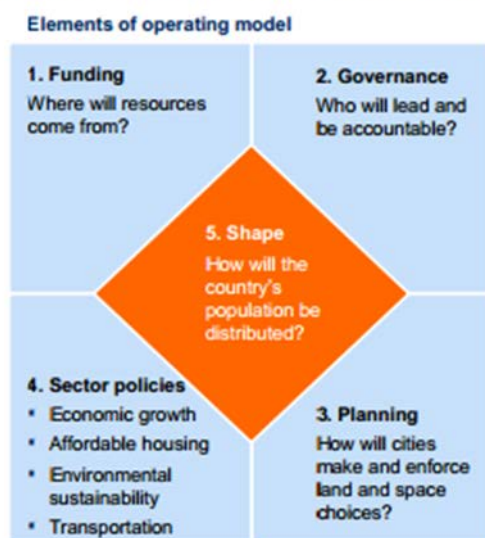 Elements of operating model
1. Funding
Where will resources
come from?
2. Governance
Who will lead and
be accountable?
5. Shape
How will the
country's
population be
distributed?
4. Sector policies
▪ Economic growth
▪ Affordable housing
▪ Environmental
sustainability
▪ Transportation
3. Planning
How will cities
make and enforce
land and space
choices?